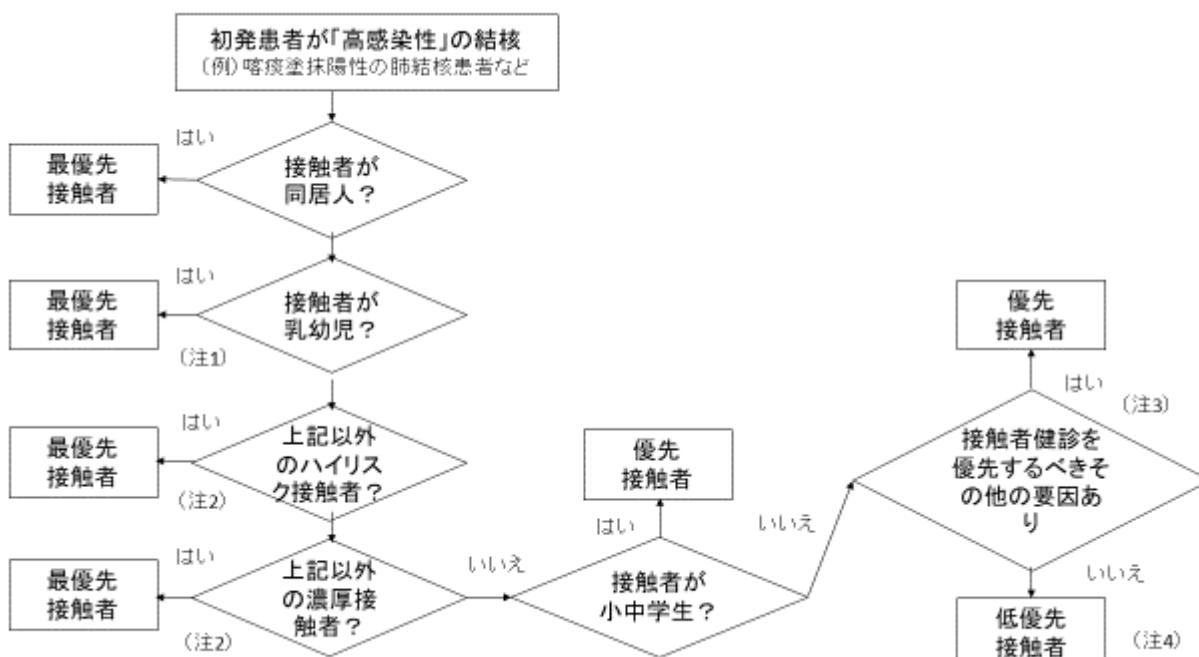 初発患者が「高感染性」の結核
(例)喀痰塗抹陽性の肺結核患者など
はい
最優先
接触者
接触者が
同居人?
はい
最優先
接触者
(注1)
接触者が
乳幼児?
はい
最優先
接触者
(注2)
上記以外
のハイリス
ク接触者?
はい
最優先
接触者
(注2)
上記以外
の濃厚接
触者?
いいえ
優先
接触者
はい
接触者が
小中学生?
いいえ
優先
接触者
はい
(注3)
接触者健診を
優先するべきそ
の他の要因あ
り
いいえ
低優先
接触者
(注4)